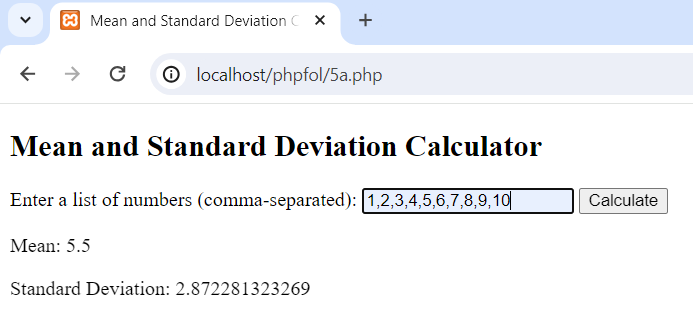 Mean and Standard Deviation C
localhost/phpfol/5a.php
Mean and Standard Deviation Calculator
Enter a list of numbers (comma-separated): 1,2,3,4,5,6,7,8,9,10 Calculate
Mean: 5.5
Standard Deviation: 2.872281323269